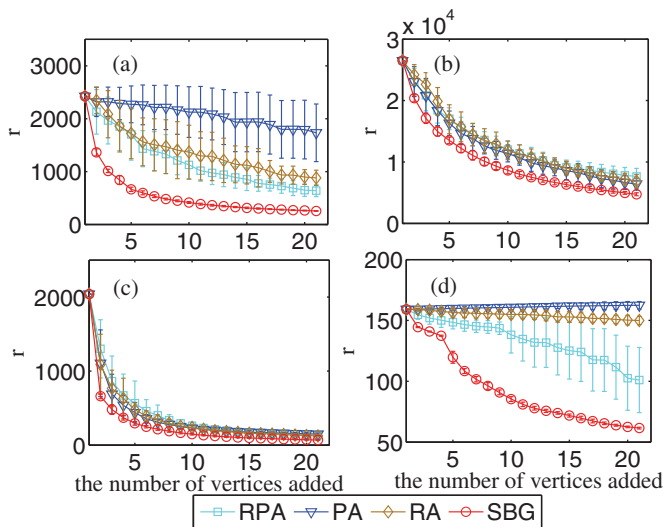 (a)
r
3500
3000
2000
1000
0
5 10 15 20
(b)
x 10^4
r
3
2
1
0
5 10 15 20
(c)
r
2000
1000
0
5 10 15 20
the number of vertices added
(d)
r
200
150
100
50
5 10 15 20
the number of vertices added
RPA PA RA SBG